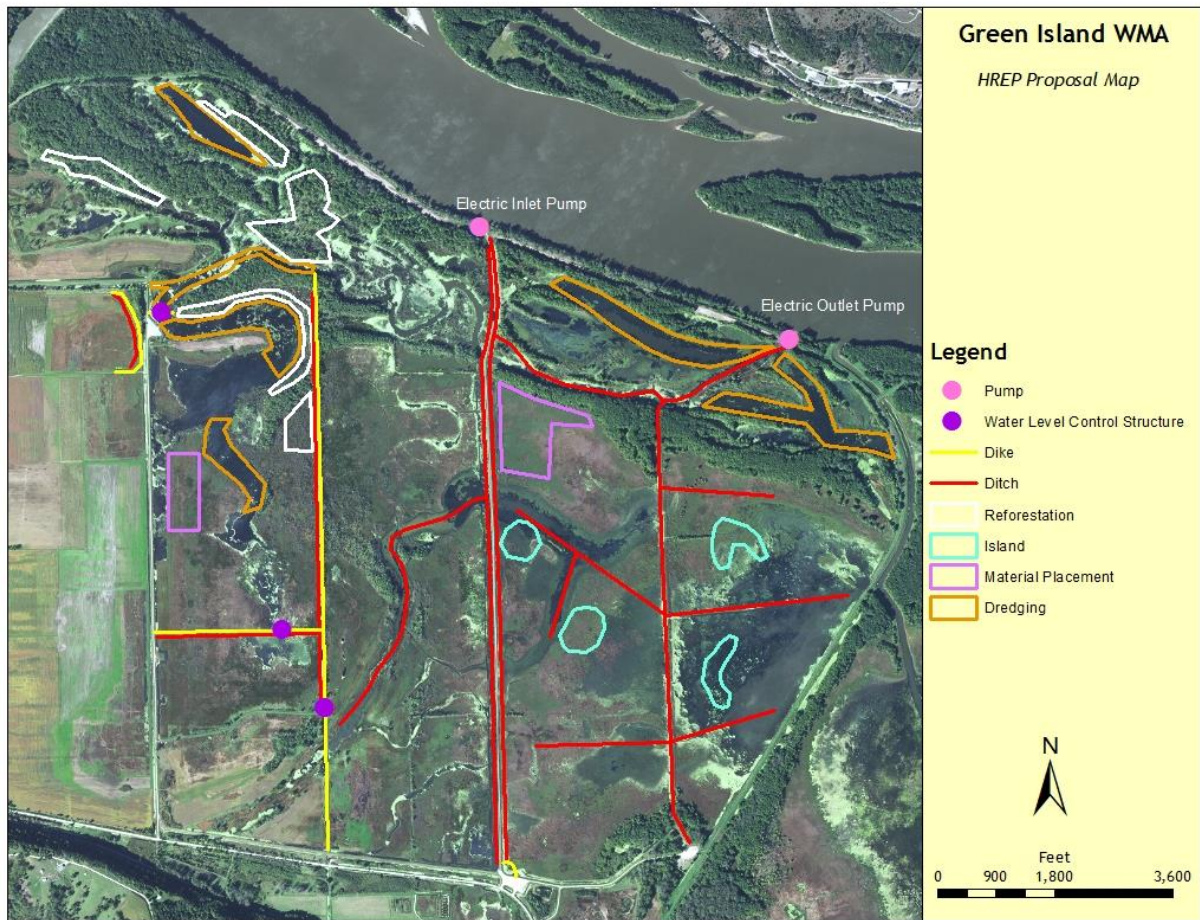 Green Island WMA
HREP Proposal Map
Electric Inlet Pump
Electric Outlet Pump
Legend
Pump
Water Level Control Structure
Dike
Ditch
Reforestation
Island
Material Placement
Dredging
N
Feet
0 900 1,800 3,600